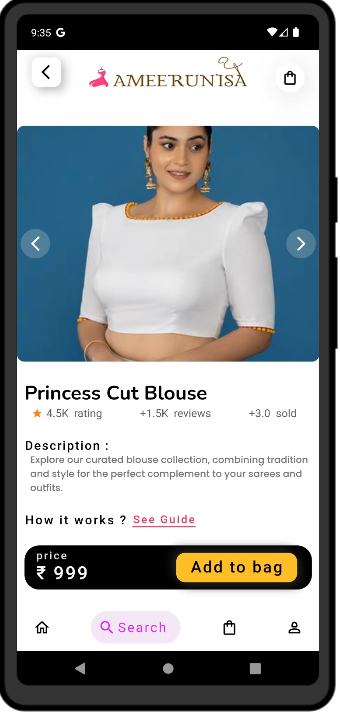 9:35 G
AMEERUNISA
Princess Cut Blouse
4.5K rating
+1.5K reviews
+3.0 sold
Description :
Explore our curated blouse collection, combining tradition
and style for the perfect complement to your sarees and
outfits.
How it works ? See Guide
price
₹ 999
Add to bag
Search